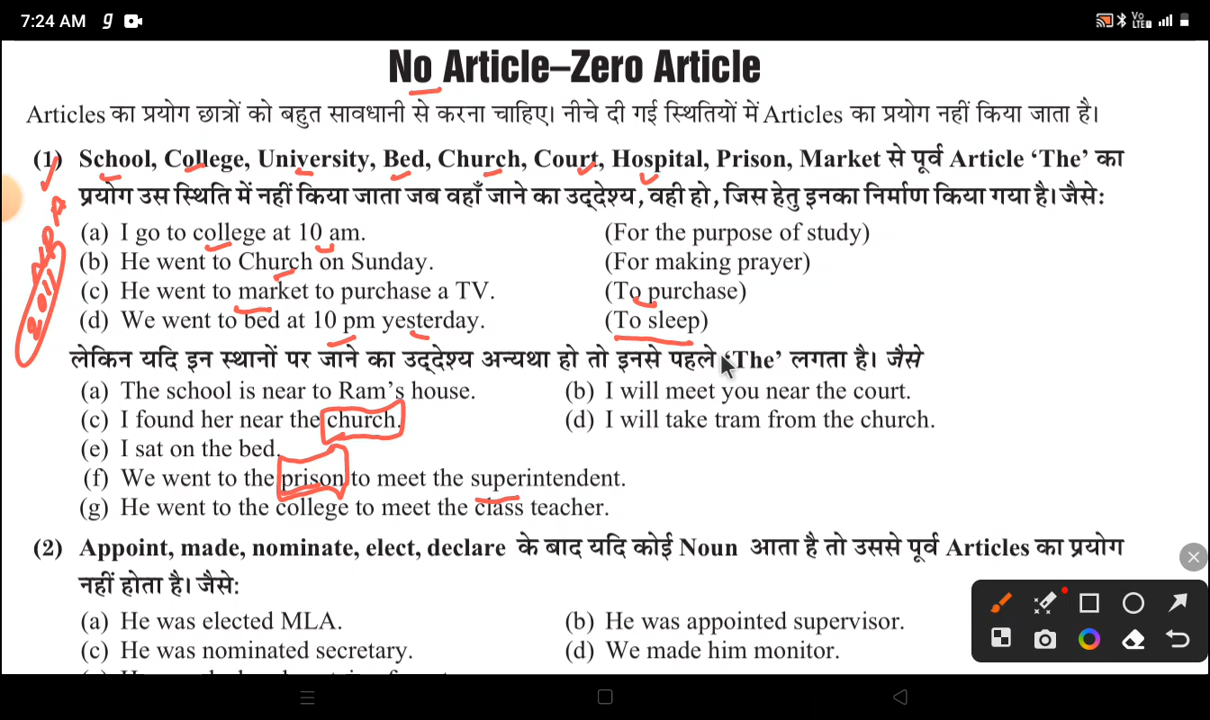 7:24 AM g Vo LTE
No Article–Zero Article
Articles का प्रयोग छात्रों को बहुत सावधानी से करना चाहिए। नीचे दी गई स्थितियों में Articles का प्रयोग नहीं किया जाता है।
(1) School, College, University, Bed, Church, Court, Hospital, Prison, Market से पूर्व Article ‘The’ का
प्रयोग उस स्थिति में नहीं किया जाता जब वहाँ जाने का उद्देश्य, वही हो, जिस हेतु इनका निर्माण किया गया है। जैसे:
(a) I go to college at 10 am. (For the purpose of study)
(b) He went to Church on Sunday. (For making prayer)
(c) He went to market to purchase a TV. (To purchase)
(d) We went to bed at 10 pm yesterday. (To sleep)
लेकिन यदि इन स्थानों पर जाने का उद्देश्य अन्यथा हो तो इनसे पहले ‘The’ लगता है। जैसे
(a) The school is near to Ram’s house. (b) I will meet you near the court.
(c) I found her near the church. (d) I will take tram from the church.
(e) I sat on the bed.
(f) We went to the prison to meet the superintendent.
(g) He went to the college to meet the class teacher.
(2) Appoint, made, nominate, elect, declare के बाद यदि कोई Noun आता है तो उससे पूर्व Articles का प्रयोग
नहीं होता है। जैसे:
(a) He was elected MLA. (b) He was appointed supervisor.
(c) He was nominated secretary. (d) We made him monitor.